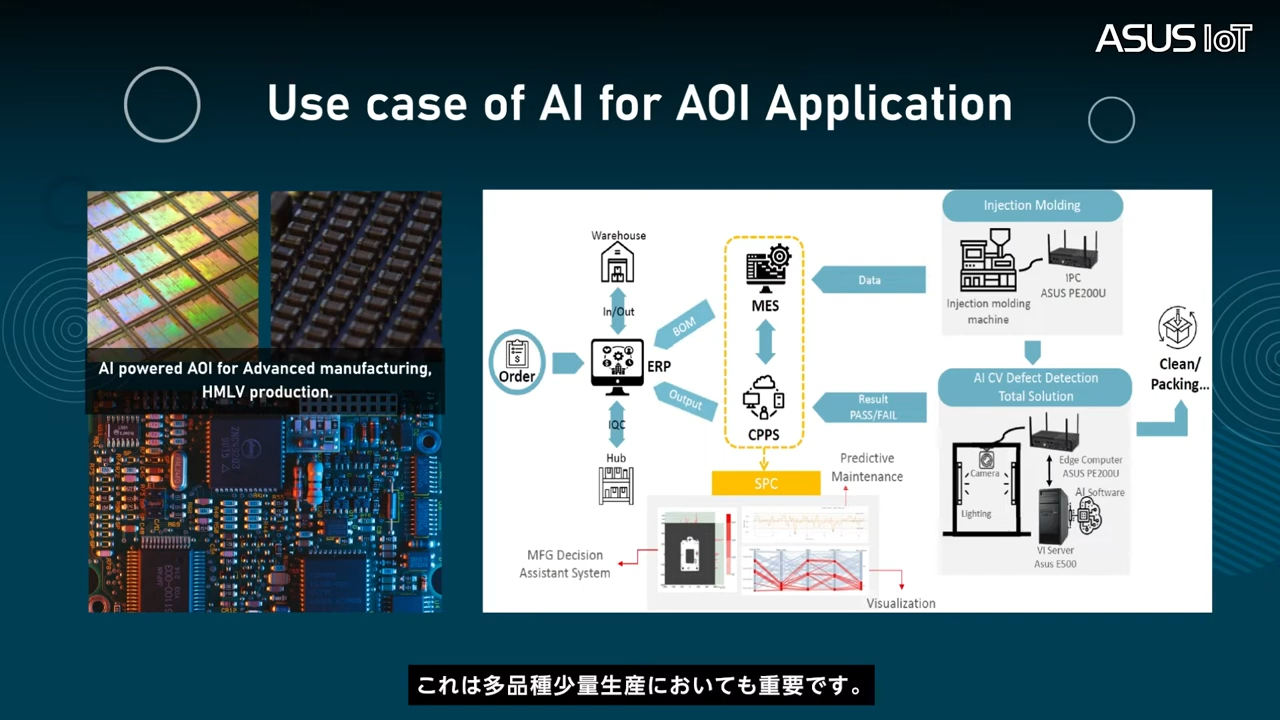 ASUS IoT
Use case of AI for AOI Application
AI powered AOI for Advanced manufacturing,
HMLV production.
Order
Warehouse
In/Out
ERP
IQC
Hub
BOM
Output
MES
CPPS
SPC
Data
Result
PASS/FAIL
Injection Molding
Injection molding
machine
IPC
ASUS PE200U
AI CV Defect Detection
Total Solution
Camera
Lighting
Edge Computer
ASUS PE200U
AI Software
VI Server
Asus E500
Clean/
Packing...
Predictive
Maintenance
MFG Decision
Assistant System
Visualization
これは多品種少量生産においても重要です。